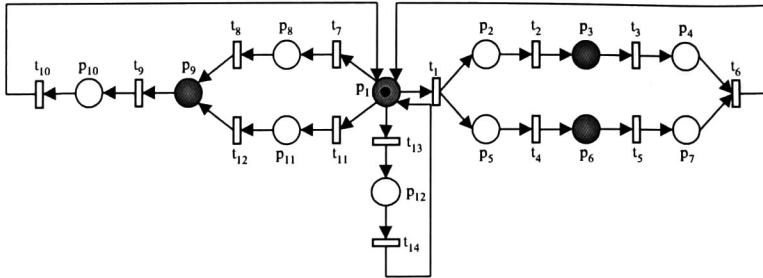 t7 t8 p8 p9 t9 p10 t10
p1 t1 p2 t2 p3 t3 p4 t6
t12 p11 t11 t13 p5 t4 p6 t5 p7
p12
t14